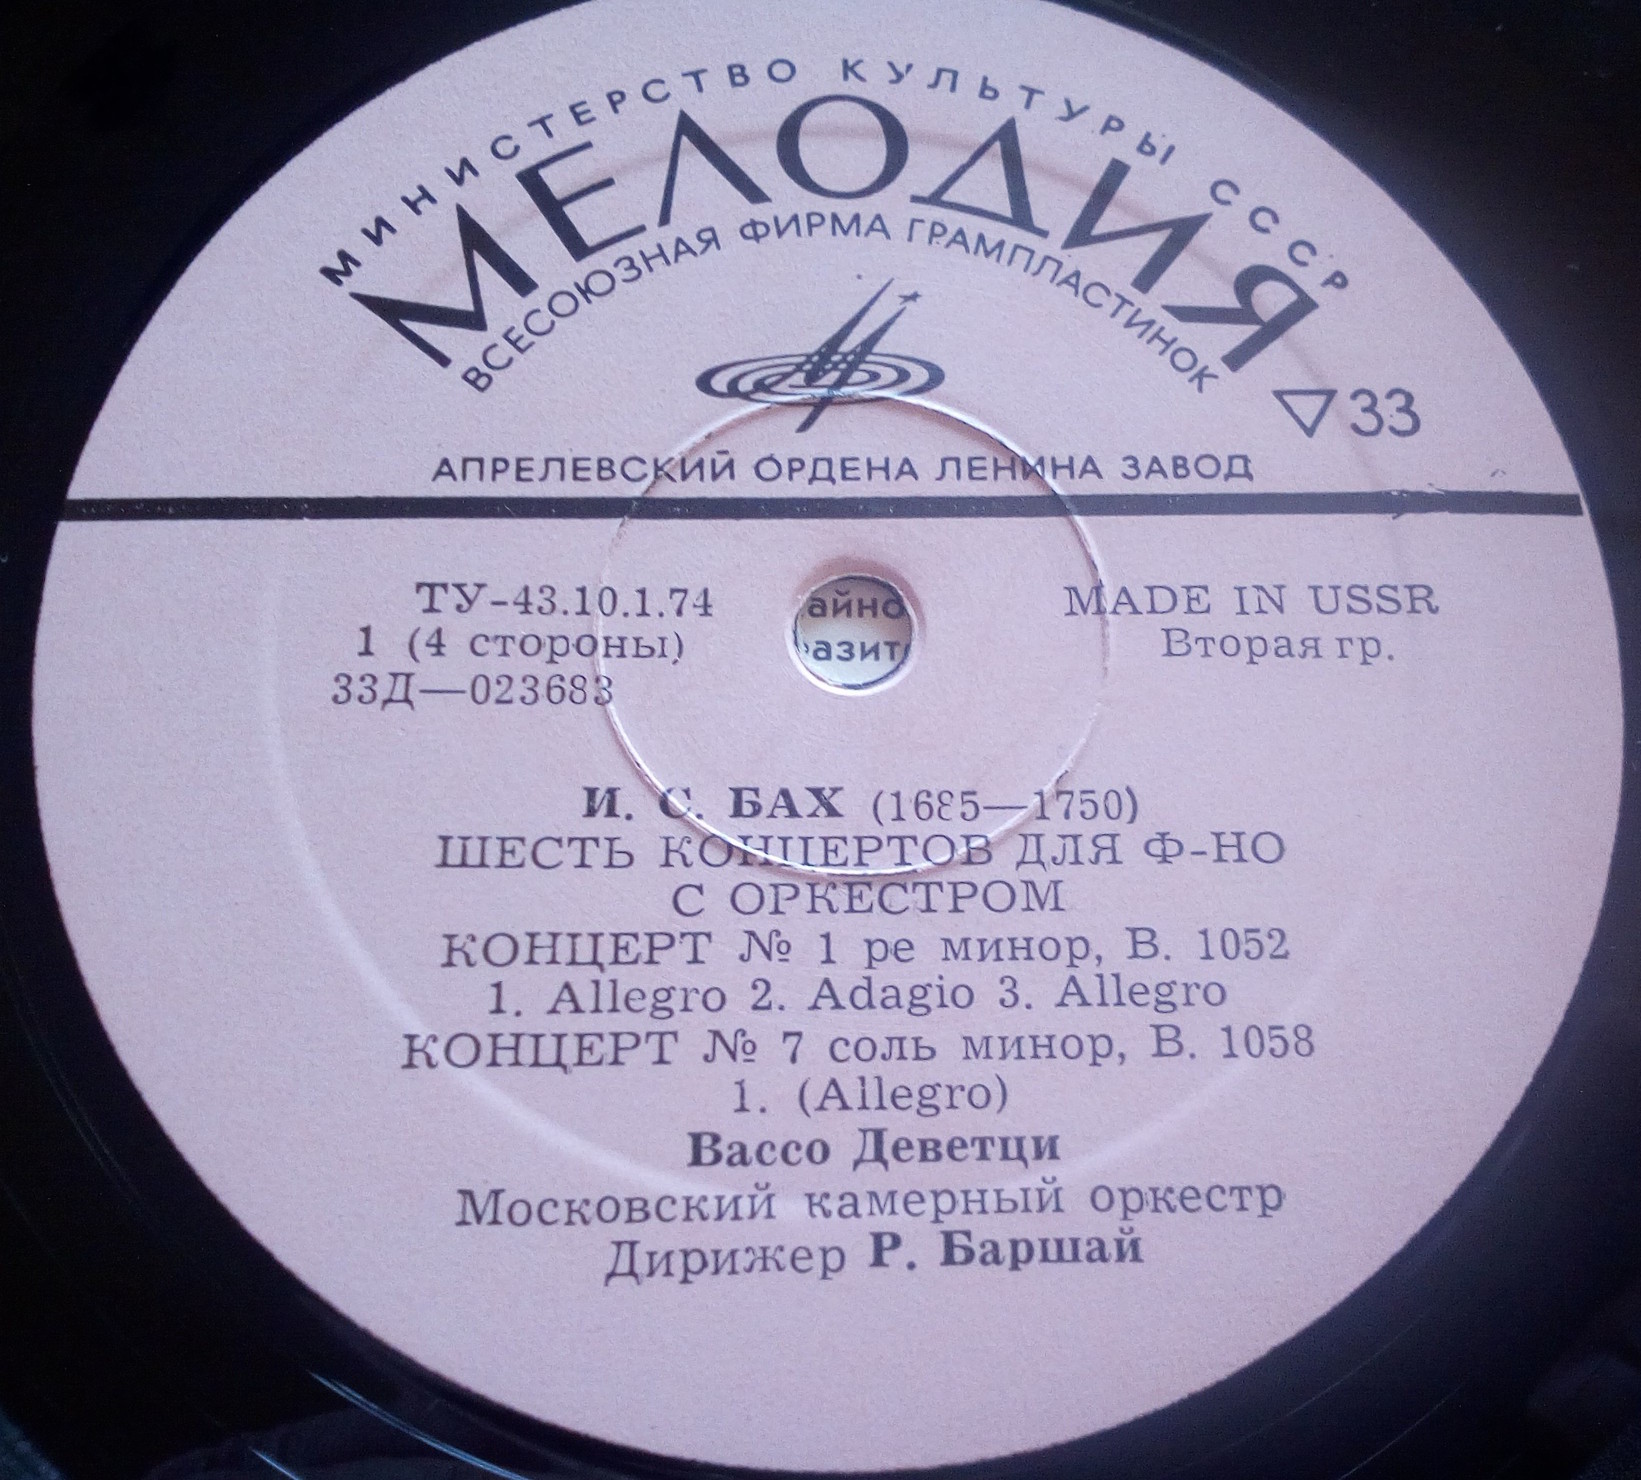 МИНИСТЕРСТВО КУЛЬТУРЫ СССР
МЕЛОДИЯ
ВСЕСОЮЗНАЯ ФИРМА ГРАМПЛАСТИНОК
33
АПРЕЛЕВСКИЙ ОРДЕНА ЛЕНИНА ЗАВОД
ТУ-43.10.1.74
1 (4 стороны)
33Д—023683
MADE IN USSR
Вторая гр.
И. С. БАХ (1685—1750)
ШЕСТЬ КОНЦЕРТОВ ДЛЯ Ф-НО
С ОРКЕСТРОМ
КОНЦЕРТ № 1 ре минор, В. 1052
1. Allegro 2. Adagio 3. Allegro
КОНЦЕРТ № 7 соль минор, В. 1058
1. (Allegro)
Вассо Деветци
Московский камерный оркестр
Дирижер Р. Баршай